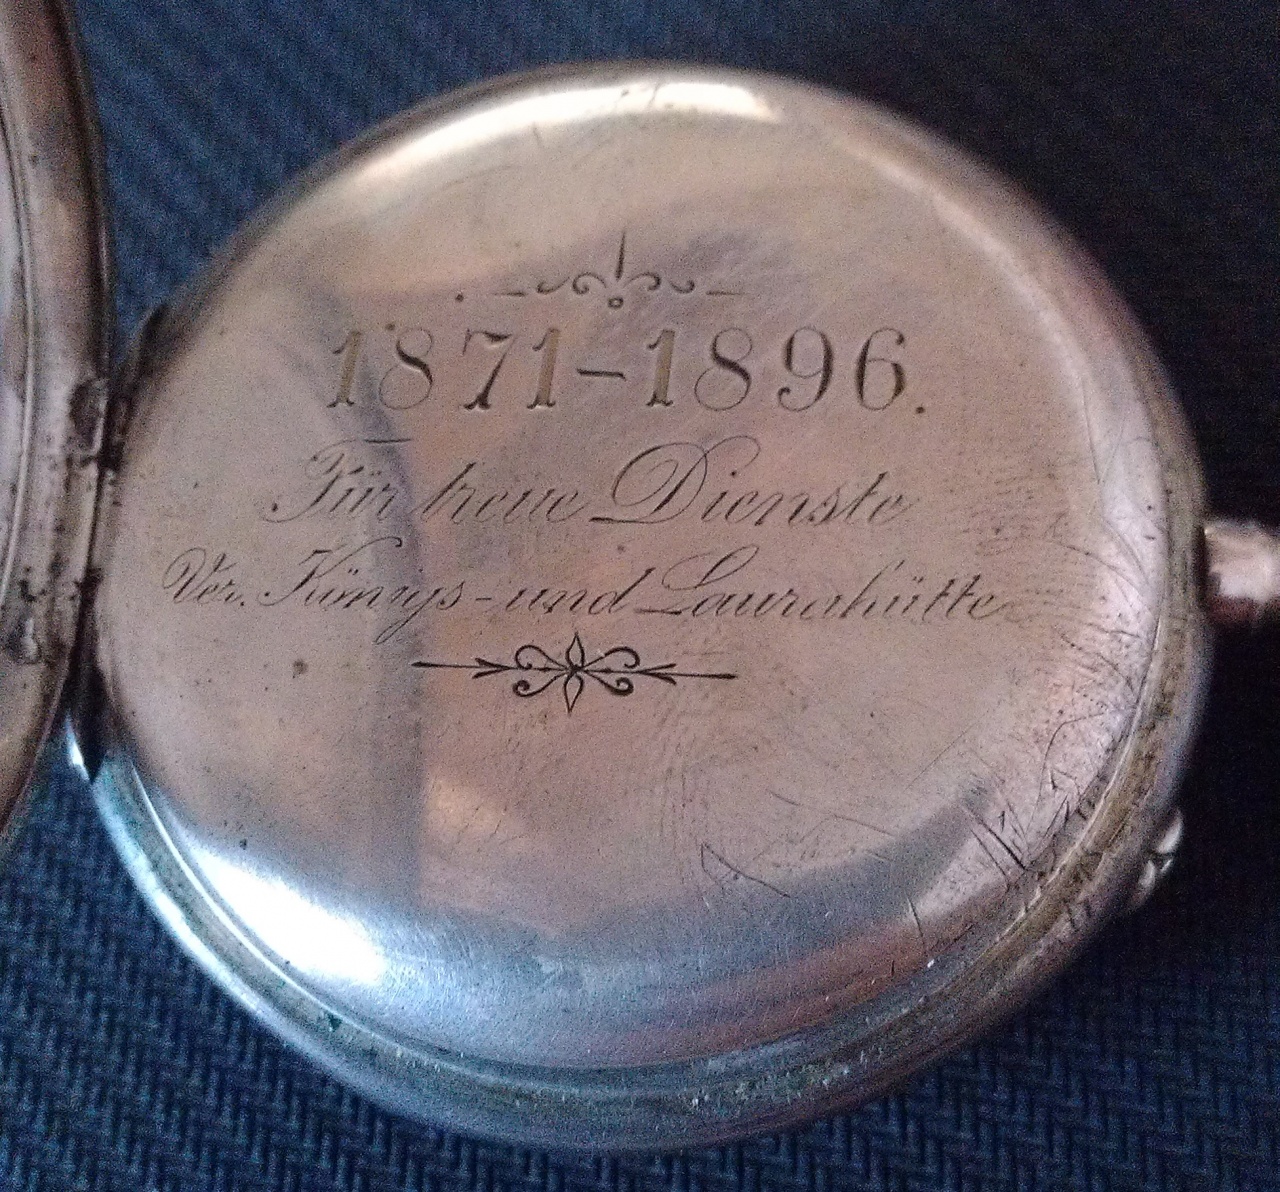 1871-1896.
Für treue Dienste
Ver. Königs- und Laurahütte